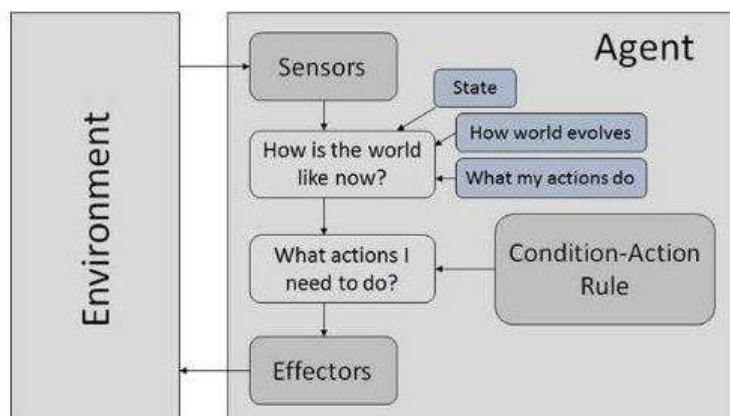 Environment
Agent
Sensors
State
How world evolves
What my actions do
How is the world
like now?
What actions I
need to do?
Condition-Action
Rule
Effectors